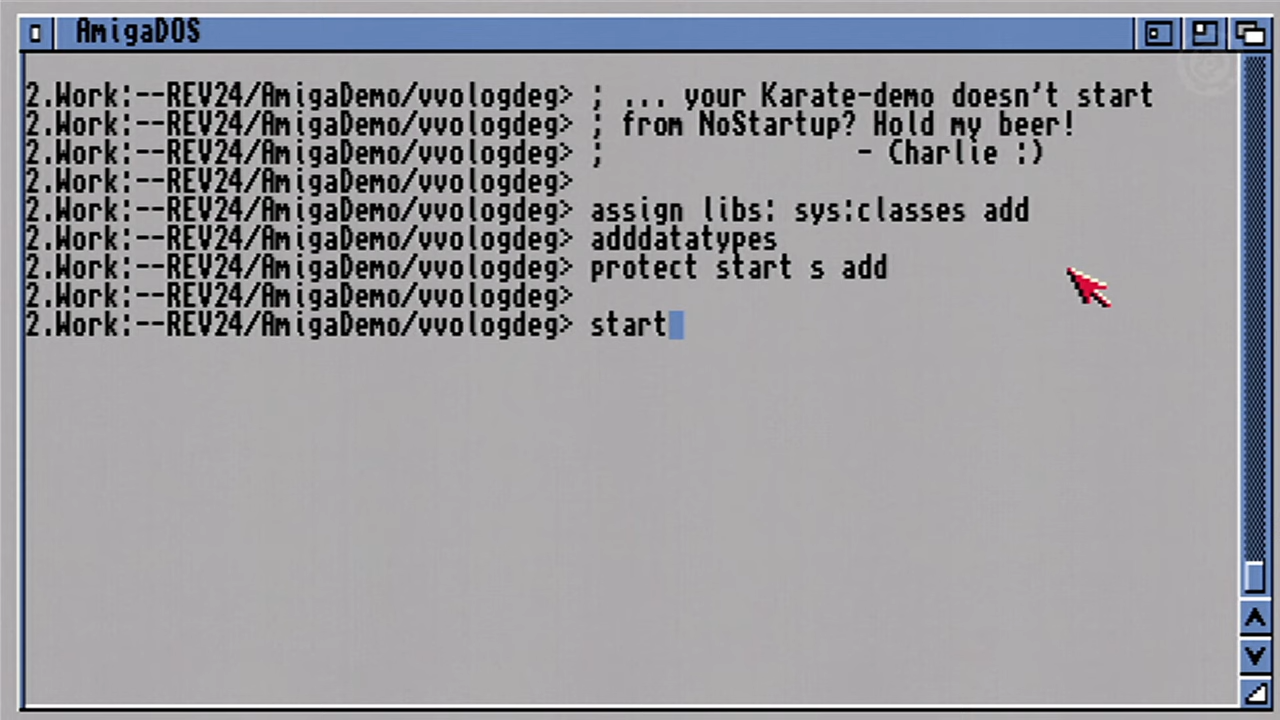 AmigaDOS
2.Work:--REV24/AmigaDemo/vvologdeg> ; ... your Karate-demo doesn't start
2.Work:--REV24/AmigaDemo/vvologdeg> ; from NoStartup? Hold my beer!
2.Work:--REV24/AmigaDemo/vvologdeg> ; - Charlie :)
2.Work:--REV24/AmigaDemo/vvologdeg>
2.Work:--REV24/AmigaDemo/vvologdeg> assign libs: sys:classes add
2.Work:--REV24/AmigaDemo/vvologdeg> adddatatypes
2.Work:--REV24/AmigaDemo/vvologdeg> protect start s add
2.Work:--REV24/AmigaDemo/vvologdeg>
2.Work:--REV24/AmigaDemo/vvologdeg> start